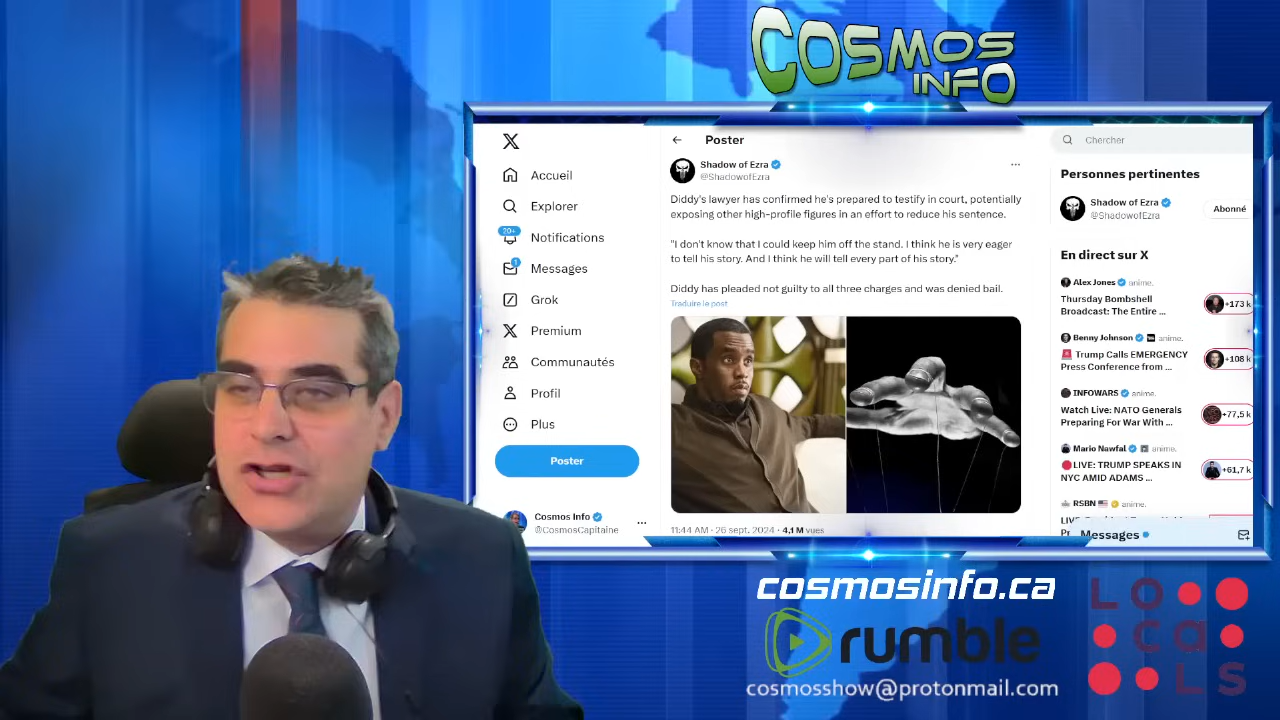 COSMOS
INFO
Accueil
Explorer
20+
Notifications
1
Messages
Grok
Premium
Communautés
Profil
Plus
Poster
Cosmos Info
@CosmosCapitaine
Poster
Shadow of Ezra
@ShadowofEzra
Diddy's lawyer has confirmed he's prepared to testify in court, potentially
exposing other high-profile figures in an effort to reduce his sentence.
"I don't know that I could keep him off the stand. I think he is very eager
to tell his story. And I think he will tell every part of his story."
Diddy has pleaded not guilty to all three charges and was denied bail.
Traduire le post
11:44 AM · 26 sept. 2024 · 4,1 M vues
Chercher
Personnes pertinentes
Shadow of Ezra
@ShadowofEzra
Abonné
En direct sur X
Alex Jones anime.
Thursday Bombshell
Broadcast: The Entire ...
+173 k
Benny Johnson anime.
Trump Calls EMERGENCY
Press Conference from ...
+108 k
INFOWARS anime.
Watch Live: NATO Generals
Preparing For War With ...
+77,5 k
Mario Nawfal anime.
LIVE: TRUMP SPEAKS IN
NYC AMID ADAMS ...
+61,7 k
RSBN anime.
Messages
cosmosinfo.ca
rumble
cosmosshow@protonmail.com
LOCALS